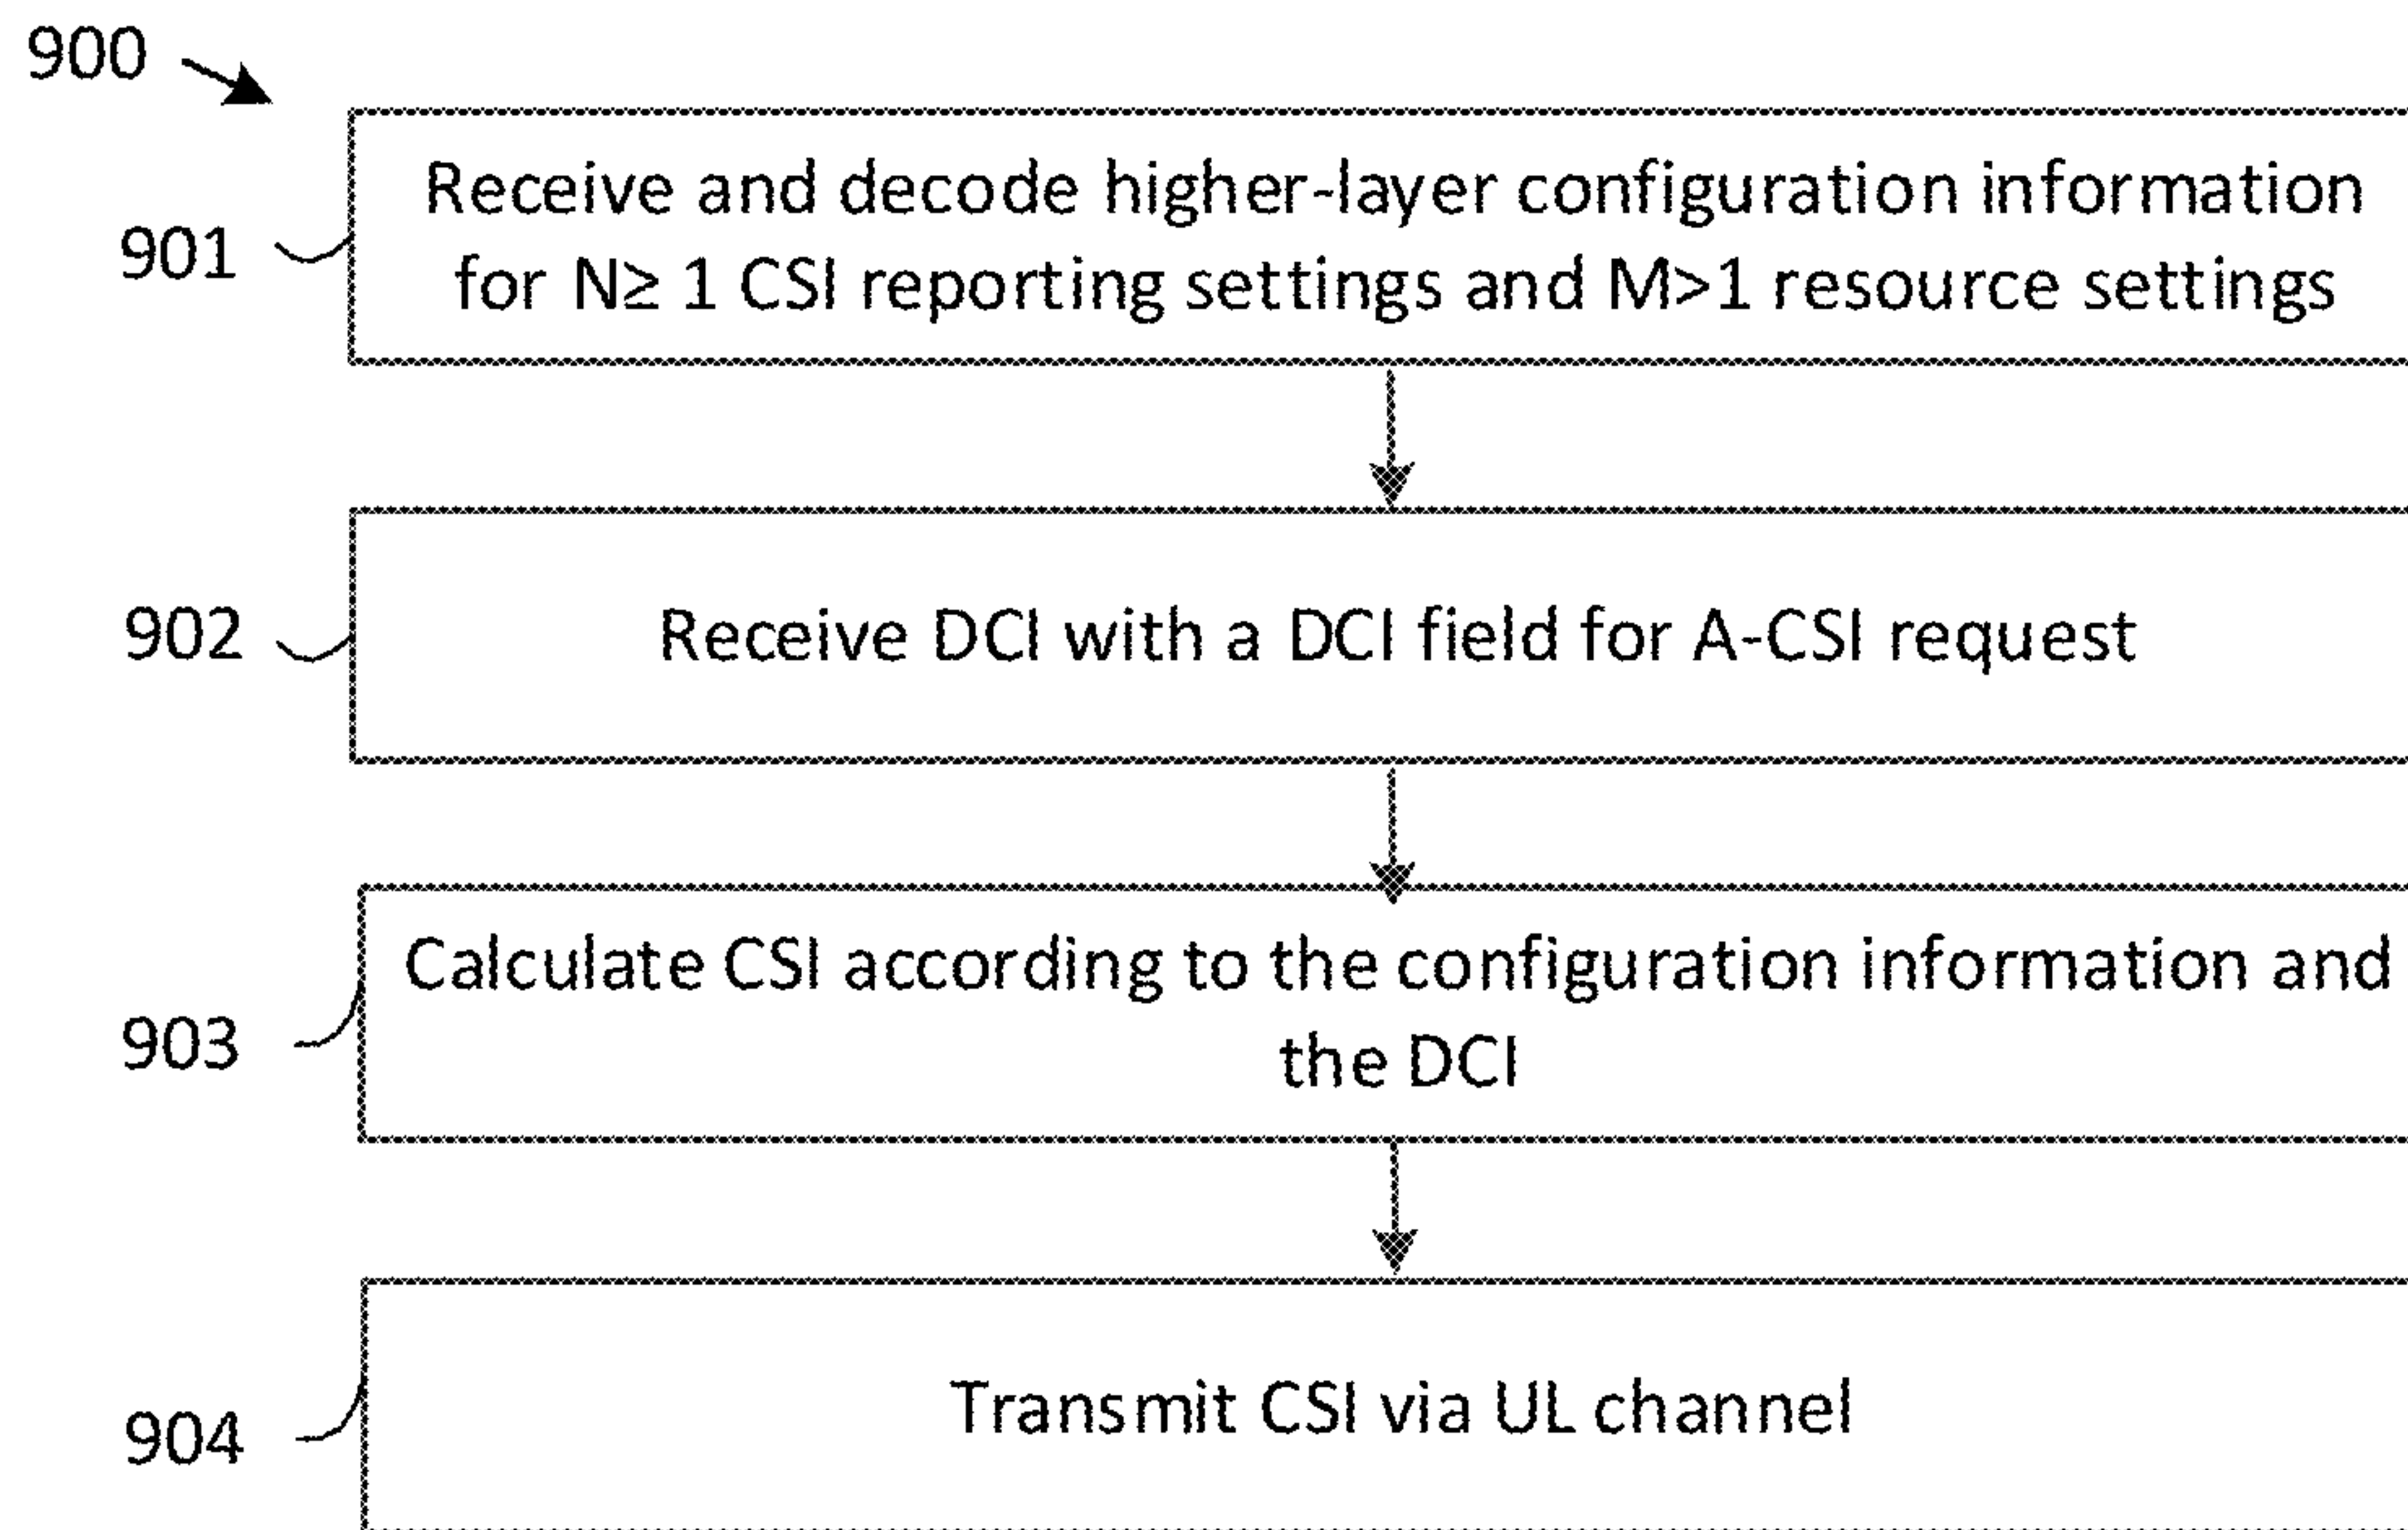 900
901
Receive and decode higher-layer configuration information
for N≥ 1 CSI reporting settings and M>1 resource settings
902
Receive DCI with a DCI field for A-CSI request
903
Calculate CSI according to the configuration information and
the DCI
904
Transmit CSI via UL channel